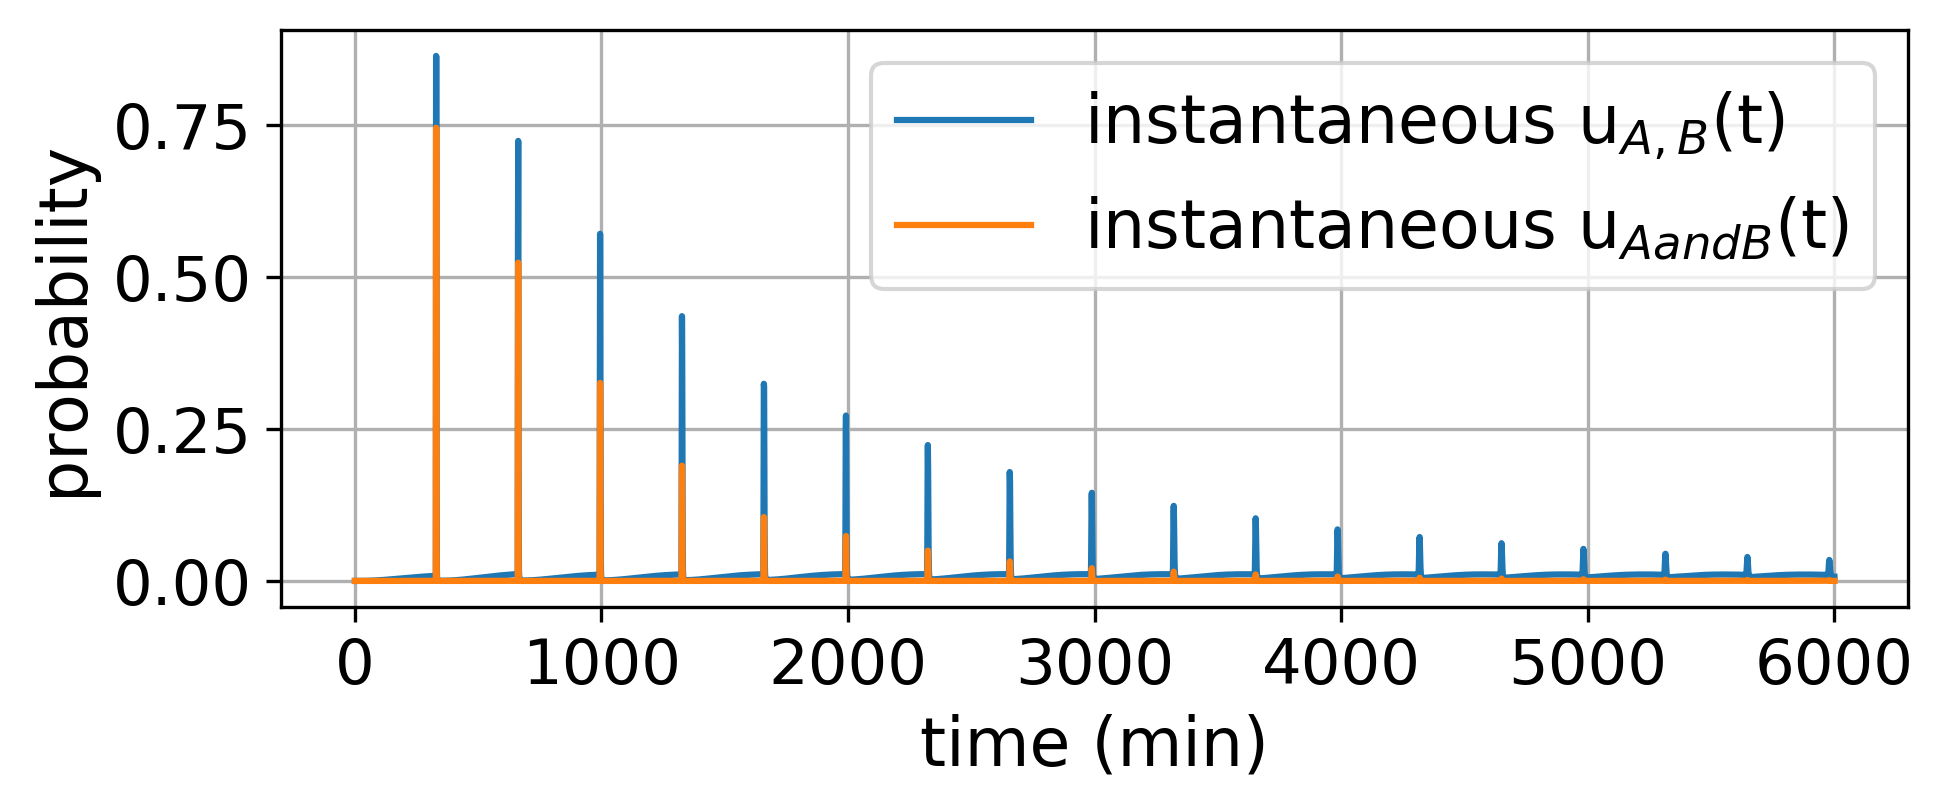 probability
0.75
0.50
0.25
0.00
instantaneous u_{A,B}(t)
instantaneous u_{AandB}(t)
0 1000 2000 3000 4000 5000 6000
time (min)